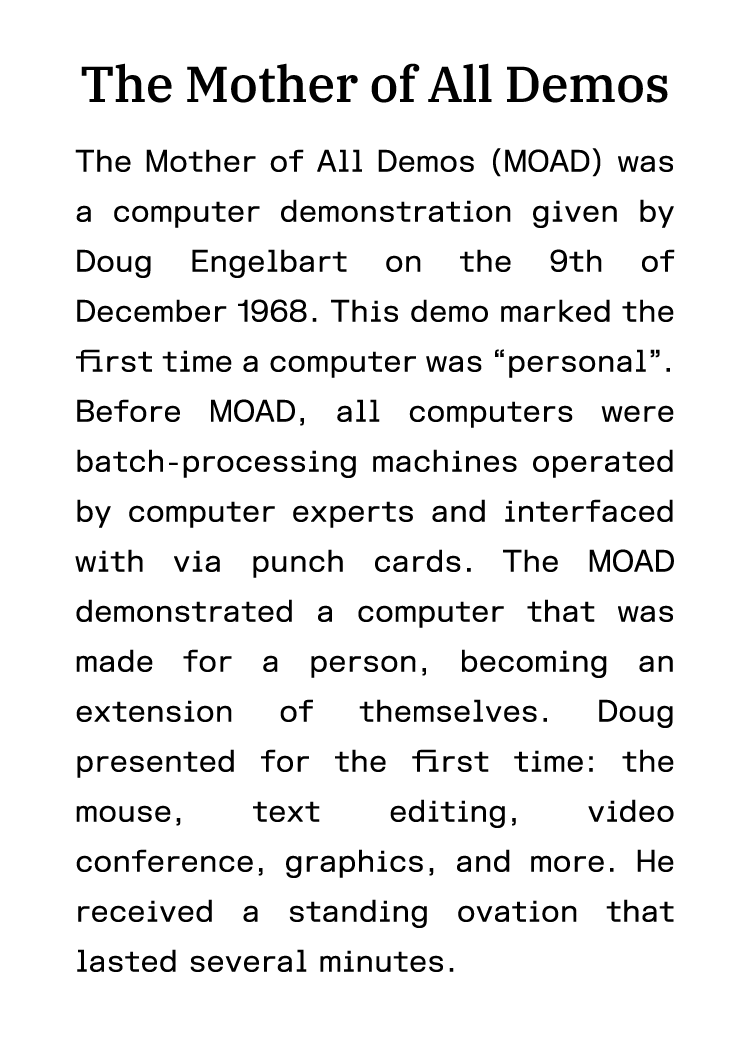 The Mother of All Demos
The Mother of All Demos (MOAD) was
a computer demonstration given by
Doug Engelbart on the 9th of
December 1968. This demo marked the
first time a computer was “personal”.
Before MOAD, all computers were
batch-processing machines operated
by computer experts and interfaced
with via punch cards. The MOAD
demonstrated a computer that was
made for a person, becoming an
extension of themselves. Doug
presented for the first time: the
mouse, text editing, video
conference, graphics, and more. He
received a standing ovation that
lasted several minutes.